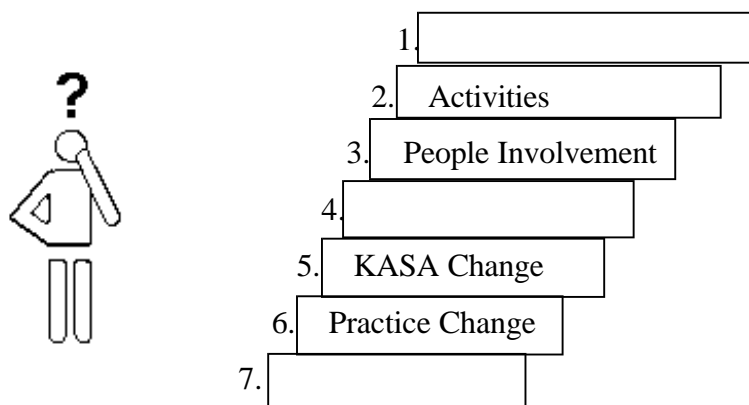 ?
1.
2. Activities
3. People Involvement
4.
5. KASA Change
6. Practice Change
7.